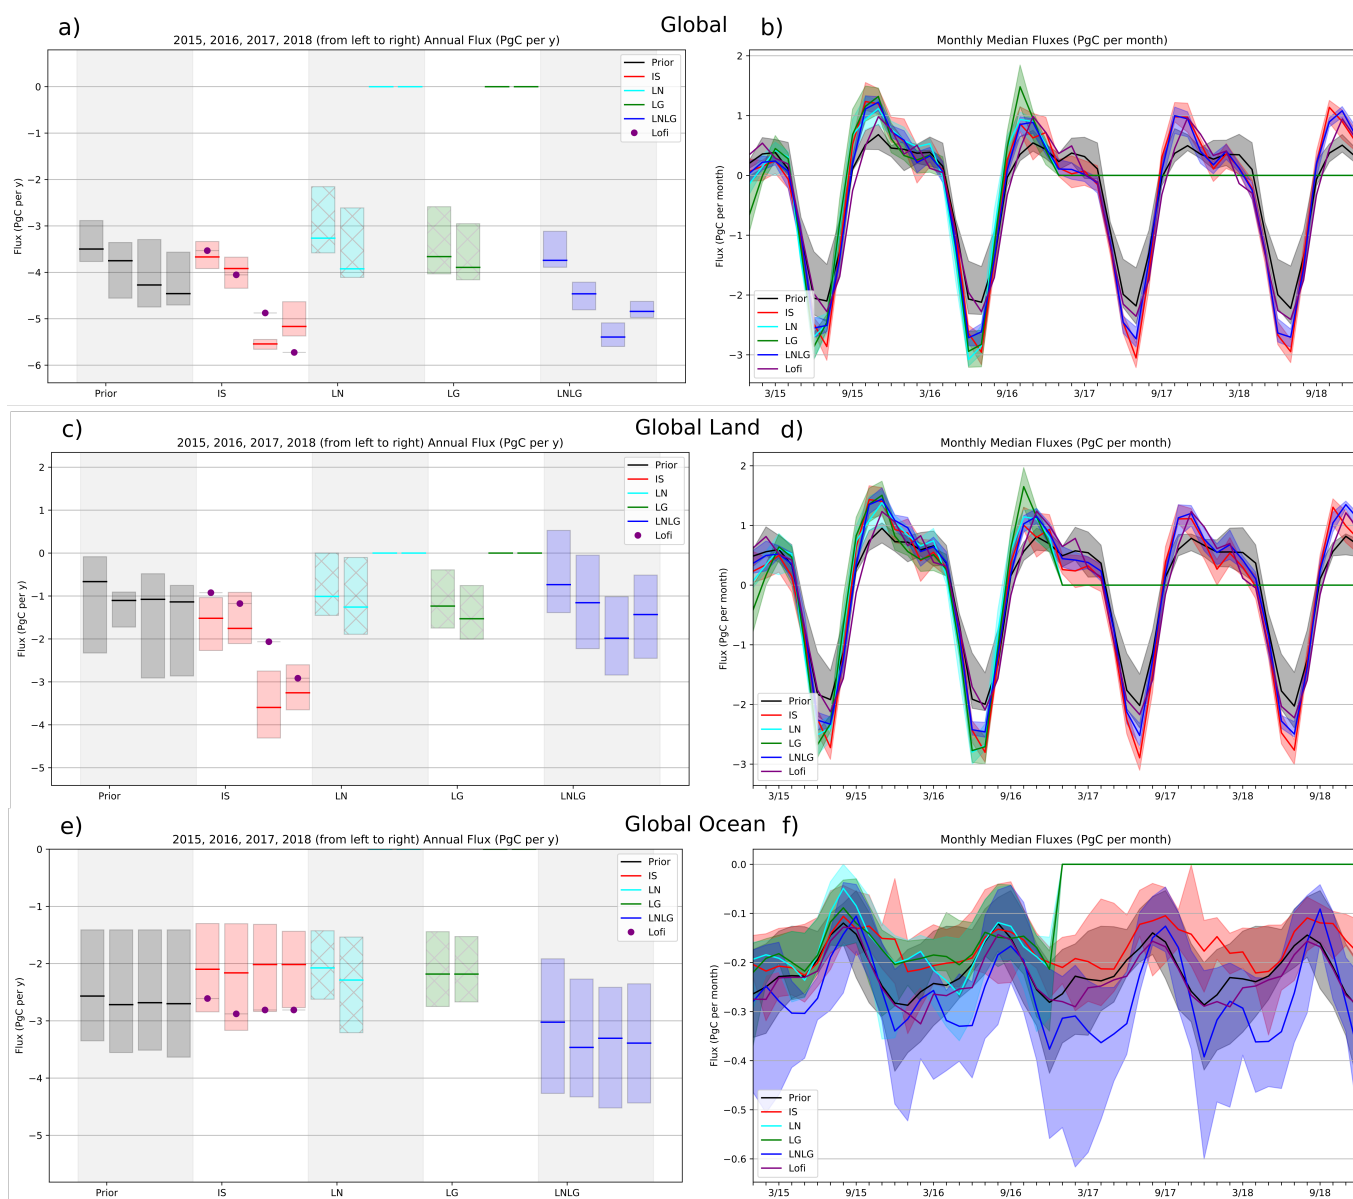 Global
a)
b)
2015, 2016, 2017, 2018 (from left to right) Annual Flux (PgC per y)
Flux (PgC per y)
0
−1
−2
−3
−4
−5
−6
Prior
IS
LN
LG
LNLG
Lofi
Prior IS LN LG LNLG
Monthly Median Fluxes (PgC per month)
Flux (PgC per month)
2
1
0
−1
−2
−3
Prior
IS
LN
LG
LNLG
Lofi
3/15 9/15 3/16 9/16 3/17 9/17 3/18 9/18
Global Land
c)
d)
2015, 2016, 2017, 2018 (from left to right) Annual Flux (PgC per y)
Flux (PgC per y)
2
1
0
−1
−2
−3
−4
−5
Prior
IS
LN
LG
LNLG
Lofi
Prior IS LN LG LNLG
Monthly Median Fluxes (PgC per month)
Flux (PgC per month)
2
1
0
−1
−2
−3
Prior
IS
LN
LG
LNLG
Lofi
3/15 9/15 3/16 9/16 3/17 9/17 3/18 9/18
Global Ocean
e)
f)
2015, 2016, 2017, 2018 (from left to right) Annual Flux (PgC per y)
Flux (PgC per y)
0
−1
−2
−3
−4
−5
Prior
IS
LN
LG
LNLG
Lofi
Prior IS LN LG LNLG
Monthly Median Fluxes (PgC per month)
Flux (PgC per month)
0.0
−0.1
−0.2
−0.3
−0.4
−0.5
−0.6
Prior
IS
LN
LG
LNLG
Lofi
3/15 9/15 3/16 9/16 3/17 9/17 3/18 9/18